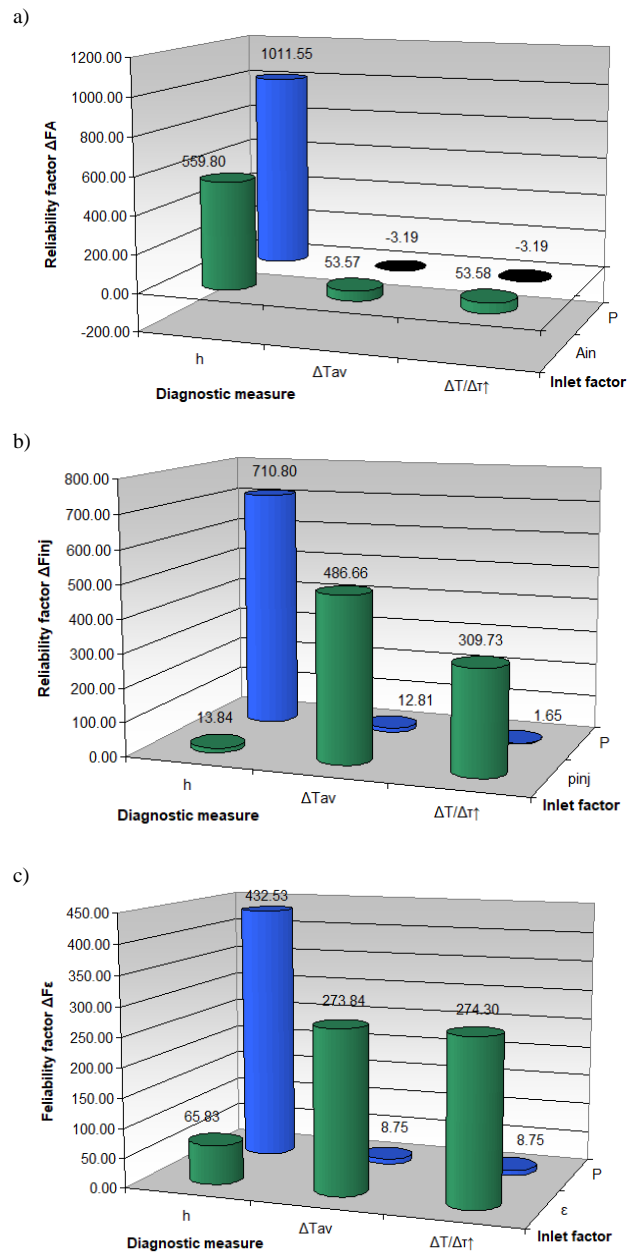 a)
1200.00
1000.00
800.00
600.00
400.00
200.00
0.00
-200.00
Reliability factor ΔFA
1011.55
559.80
-3.19
-3.19
53.57
53.58
h
ΔTav
ΔT/Δτ↑
P
Ain
Diagnostic measure
Inlet factor
b)
800.00
700.00
600.00
500.00
400.00
300.00
200.00
100.00
0.00
Reliability factor ΔFinj
710.80
486.66
309.73
13.84
12.81
1.65
h
ΔTav
ΔT/Δτ↑
P
pinj
Diagnostic measure
Inlet factor
c)
450.00
400.00
350.00
300.00
250.00
200.00
150.00
100.00
50.00
0.00
Feliability factor ΔFε
432.53
273.84
274.30
65.83
8.75
8.75
h
ΔTav
ΔT/Δτ↑
P
ε
Diagnostic measure
Inlet factor